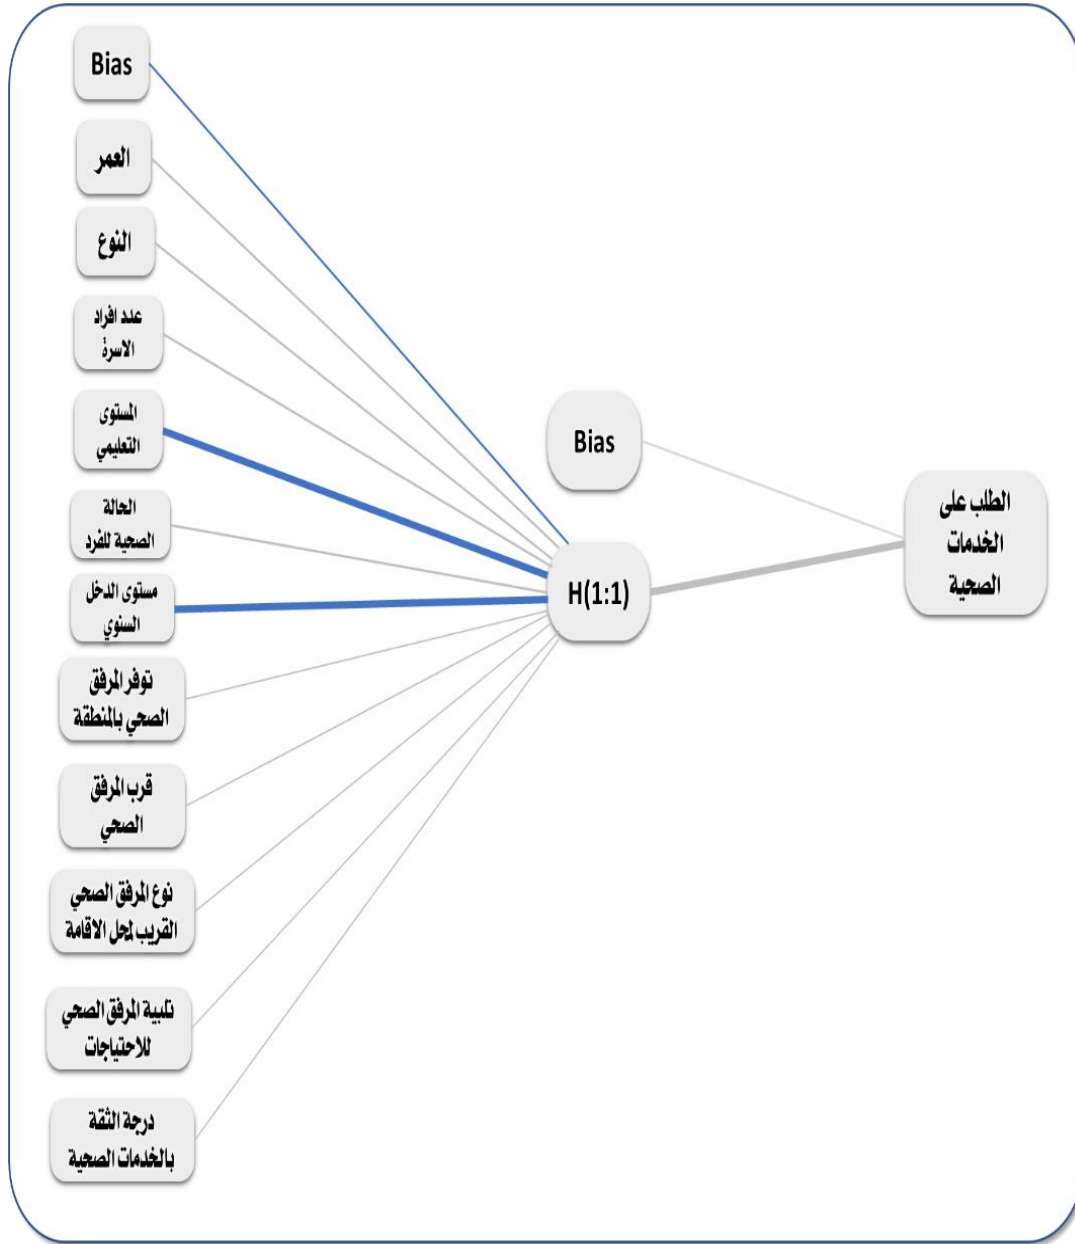 Bias
العمر
النوع
عدد افراد
الاسرة
المستوى
التعليمي
الحالة
الصحية للفرد
مستوى الدخل
السنوي
توفر المرفق
الصحي بالمنطقة
قرب المرفق
الصحي
نوع المرفق الصحي
القريب لمحل الاقامة
تلبية المرفق الصحي
للاحتياجات
درجة الثقة
بالخدمات الصحية
Bias
H(1:1)
الطلب على
الخدمات
الصحية